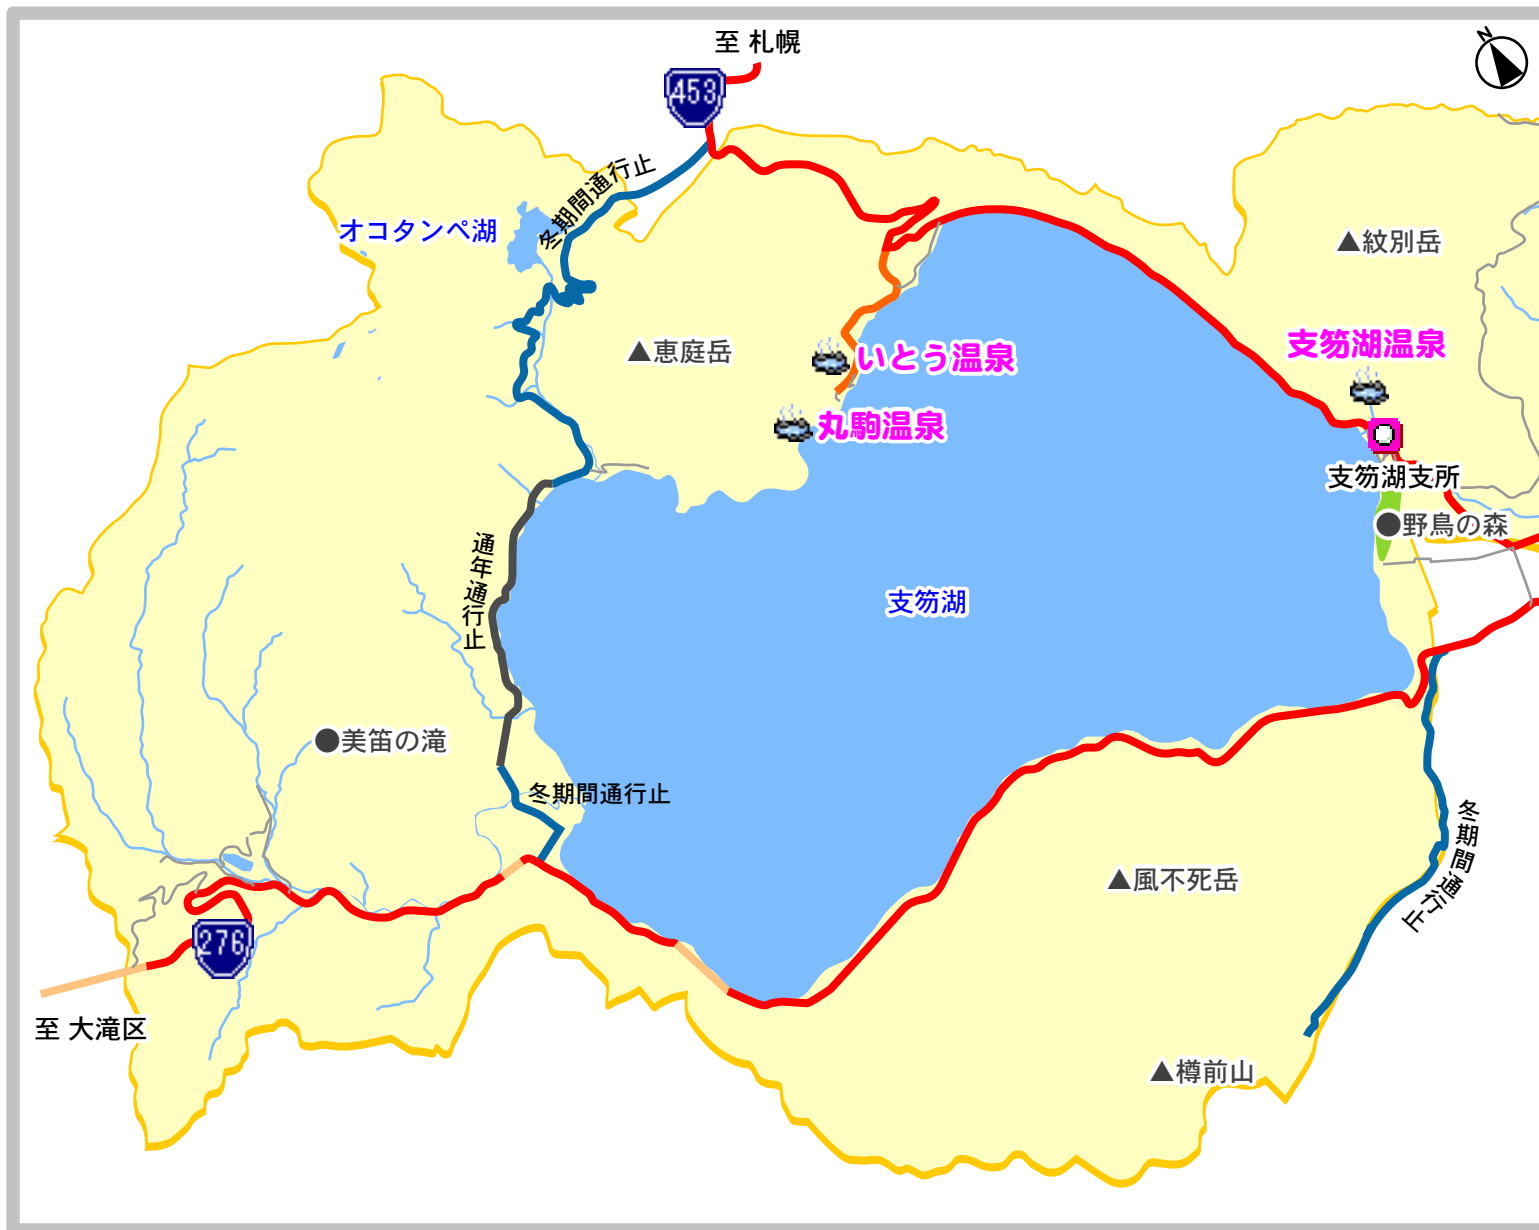 至 札幌
N
453
冬期間通行止
オコタンペ湖
▲紋別岳
▲恵庭岳
いとう温泉
支笏湖温泉
丸駒温泉
支笏湖支所
●野鳥の森
通年通行止
支笏湖
●美笛の滝
冬期間通行止
冬期間通行止
▲風不死岳
276
至 大滝区
▲樽前山